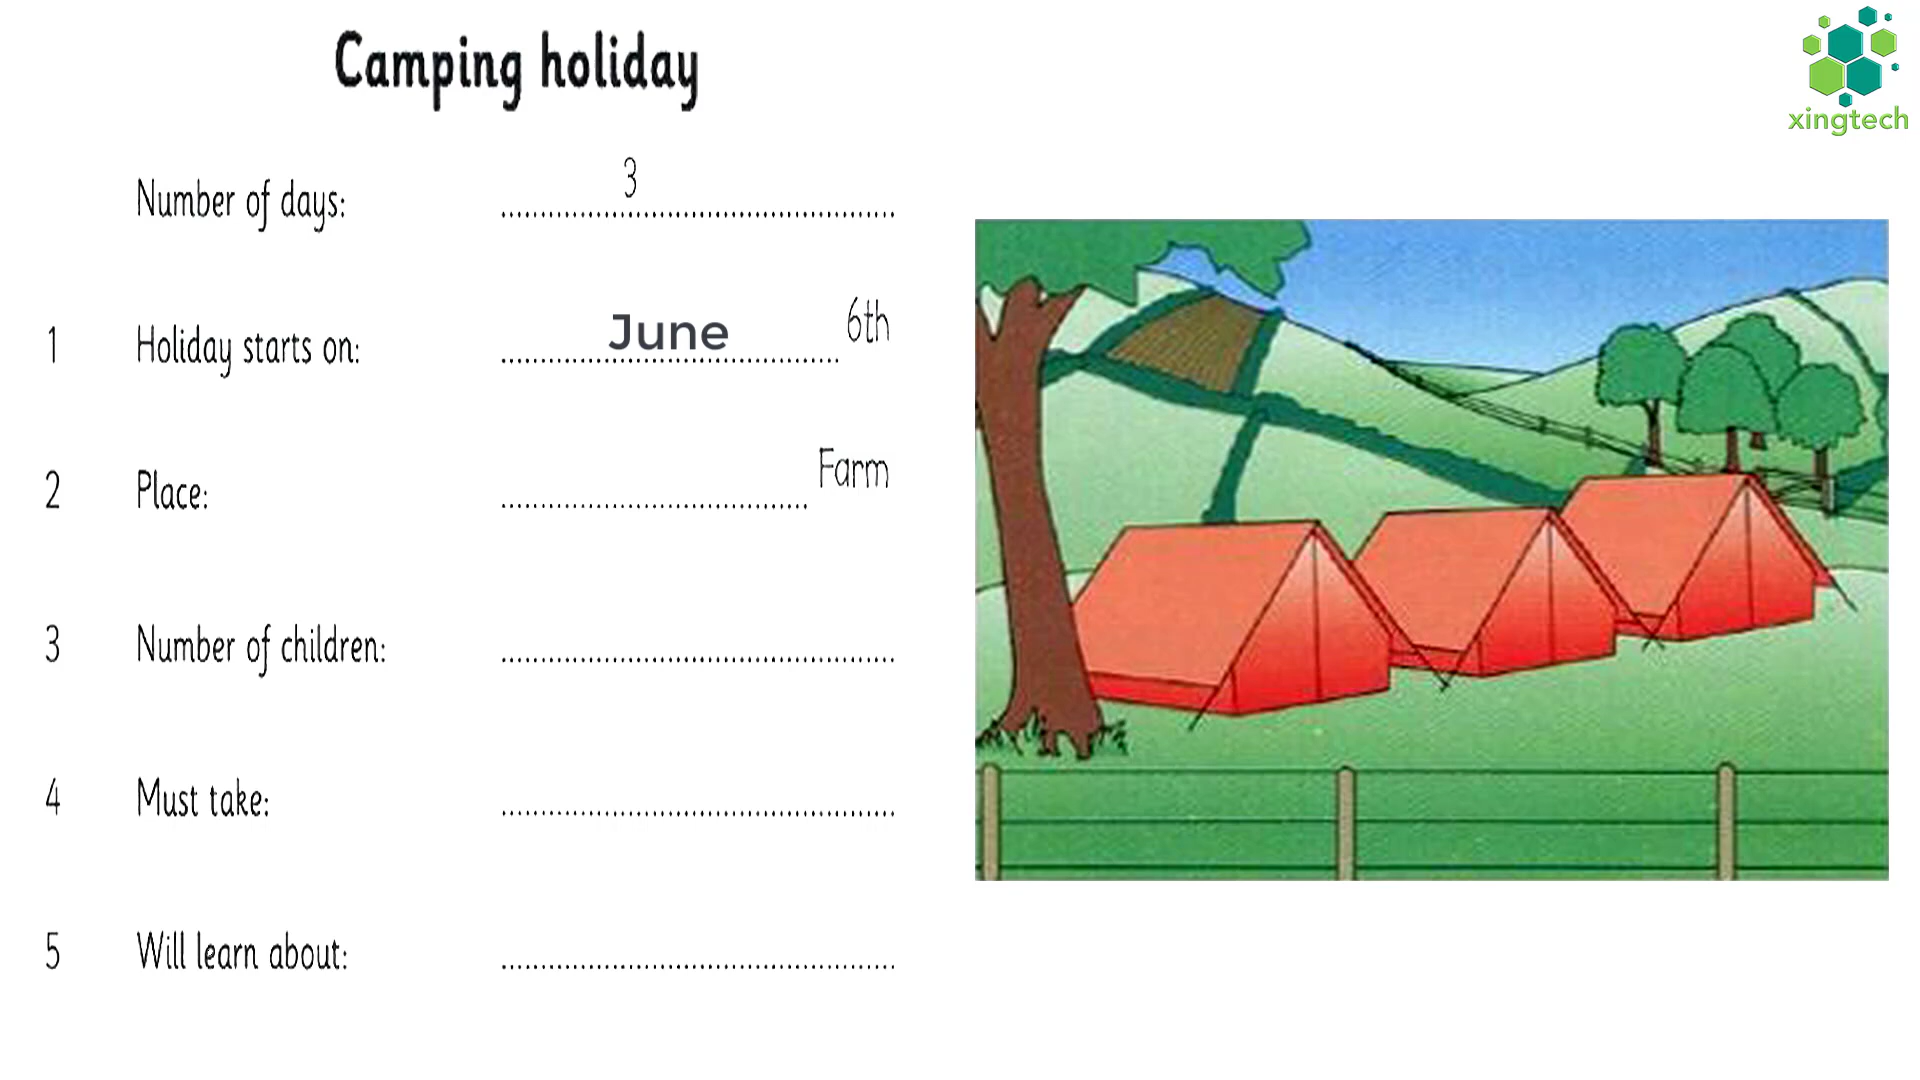 Camping holiday
xingtech
Number of days: 3
1 Holiday starts on: June 6th
2 Place: Farm
3 Number of children:
4 Must take:
5 Will learn about: